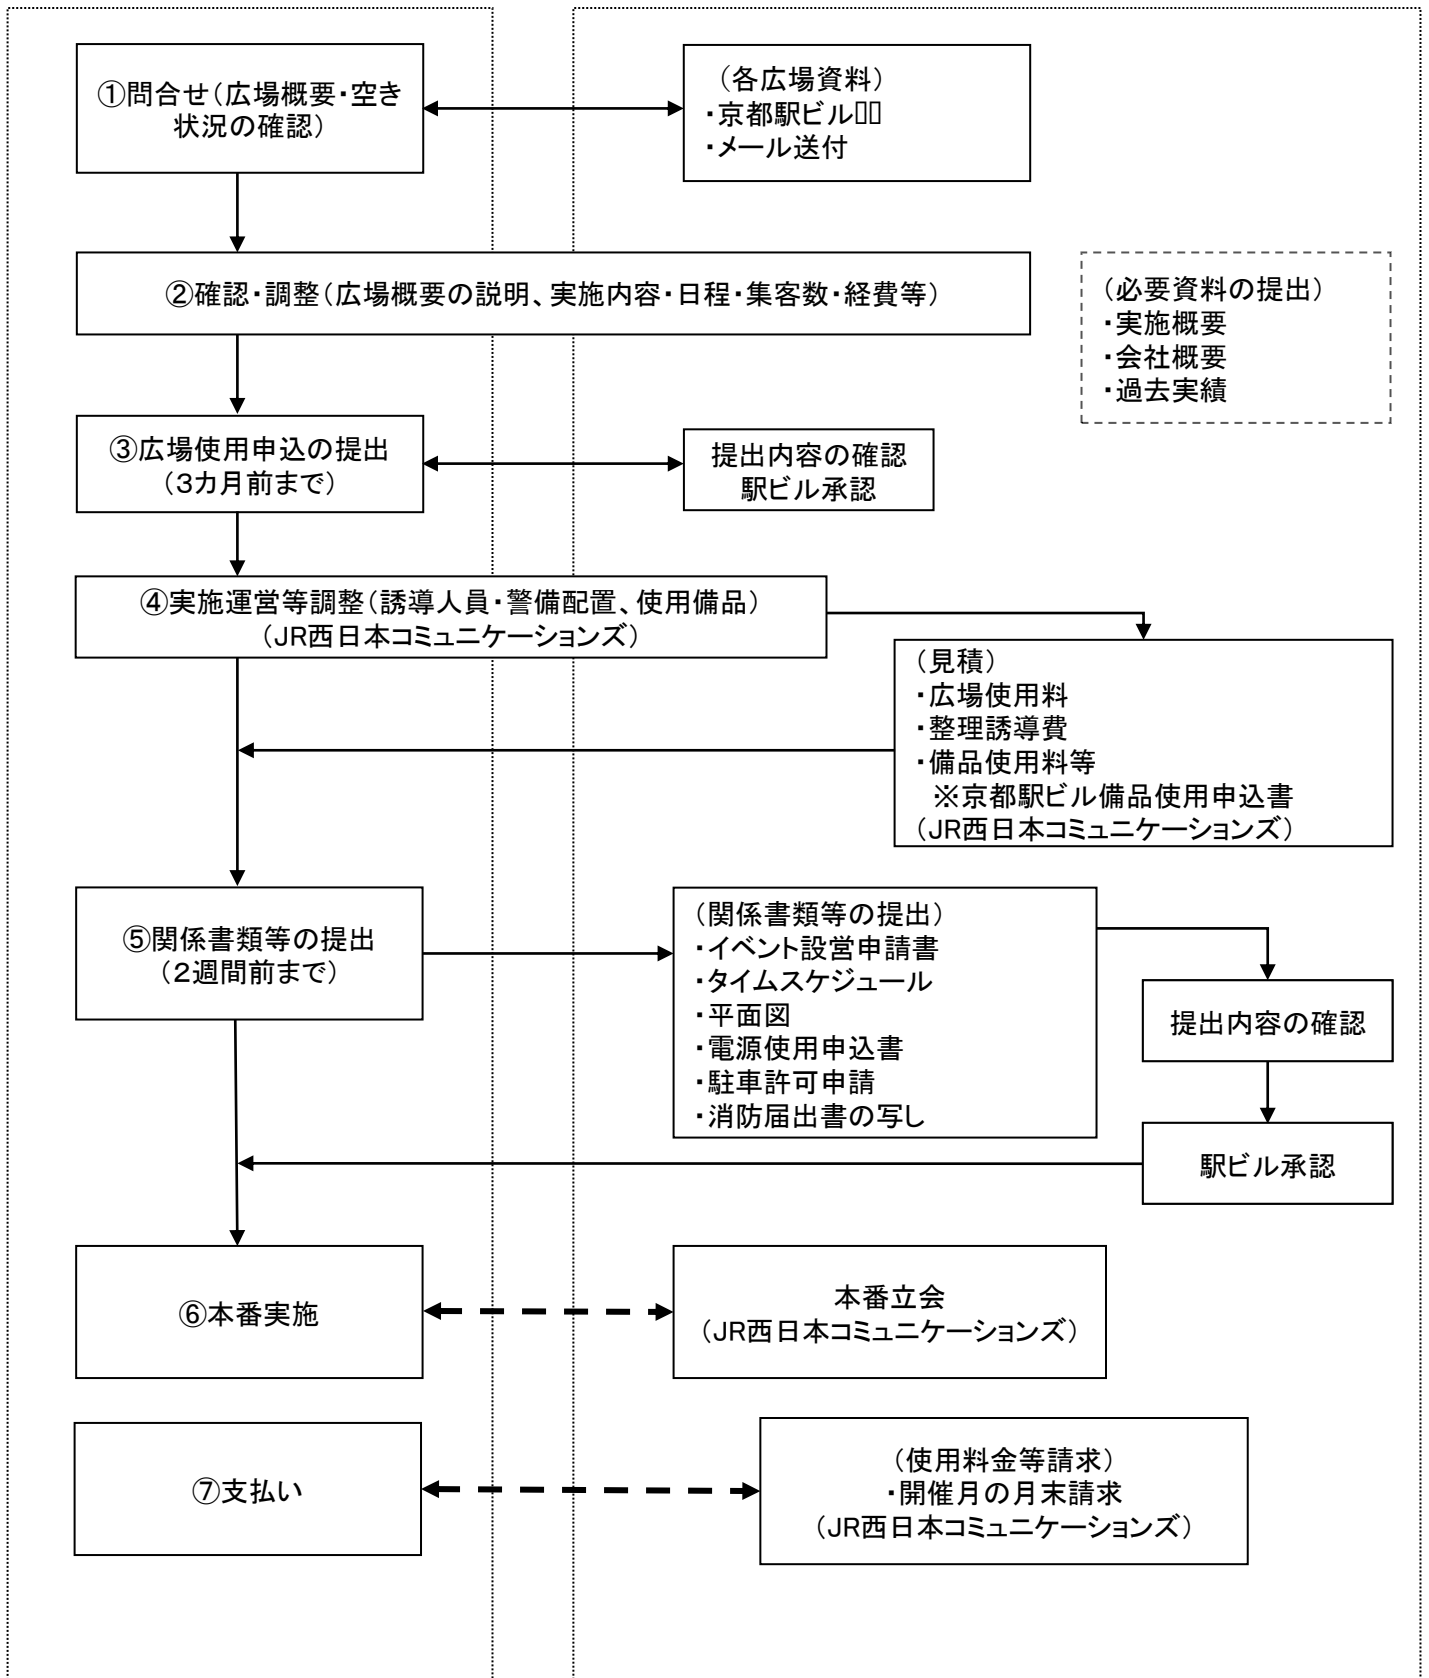 ①問合せ（広場概要・空き
状況の確認）
（各広場資料）
・京都駅ビル
・メール送付
②確認・調整（広場概要の説明、実施内容・日程・集客数・経費等）
（必要資料の提出）
・実施概要
・会社概要
・過去実績
③広場使用申込の提出
（3カ月前まで）
提出内容の確認
駅ビル承認
④実施運営等調整（誘導人員・警備配置、使用備品）
（JR西日本コミュニケーションズ）
（見積）
・広場使用料
・整理誘導費
・備品使用料等
※京都駅ビル備品使用申込書
（JR西日本コミュニケーションズ）
⑤関係書類等の提出
（２週間前まで）
（関係書類等の提出）
・イベント設営申請書
・タイムスケジュール
・平面図
・電源使用申込書
・駐車許可申請
・消防届出書の写し
提出内容の確認
駅ビル承認
⑥本番実施
本番立会
（JR西日本コミュニケーションズ）
⑦支払い
（使用料金等請求）
・開催月の月末請求
（JR西日本コミュニケーションズ）